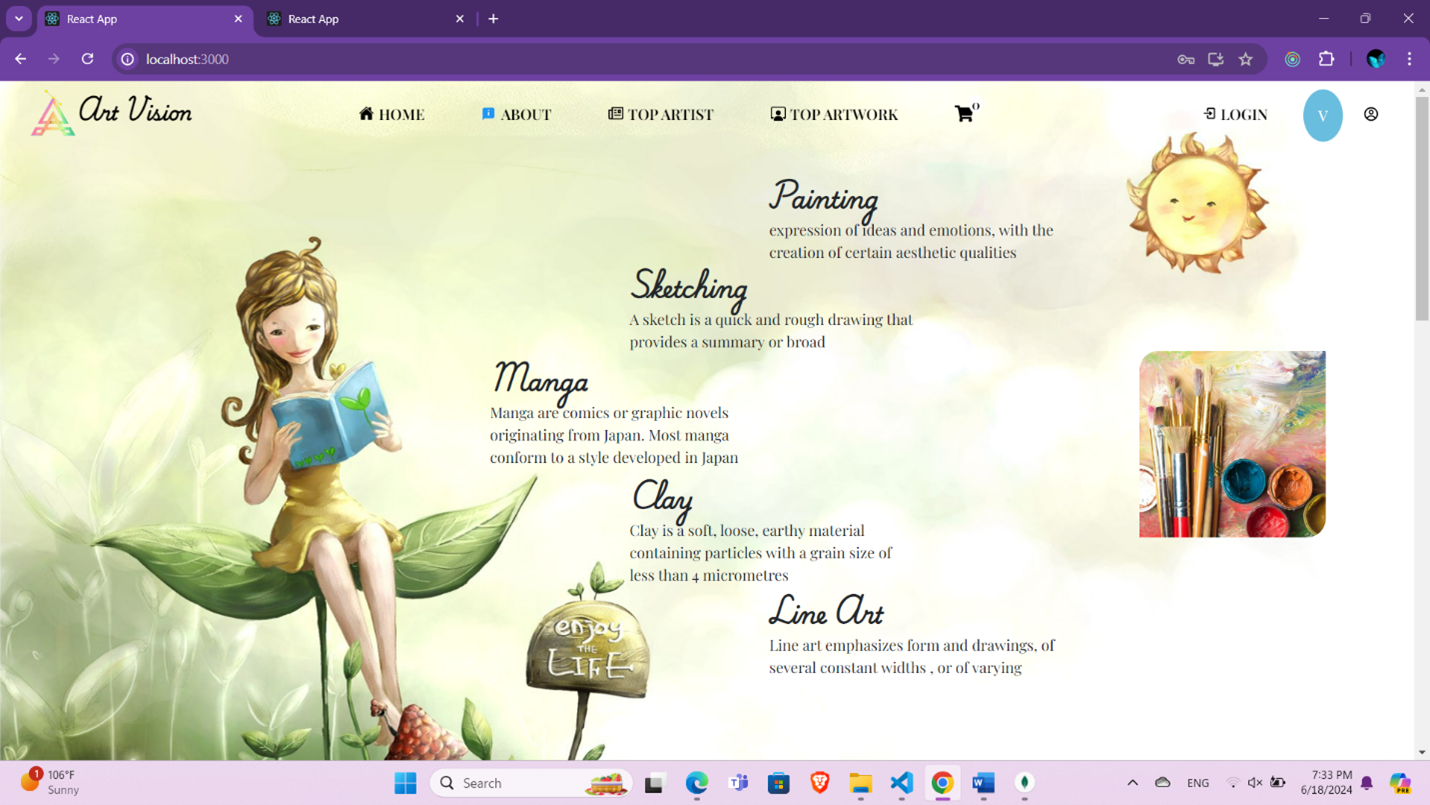 React App
React App
localhost:3000
Art Vision
HOME
ABOUT
TOP ARTIST
TOP ARTWORK
0
LOGIN
V
Painting
expression of ideas and emotions, with the
creation of certain aesthetic qualities
Sketching
A sketch is a quick and rough drawing that
provides a summary or broad
Manga
Manga are comics or graphic novels
originating from Japan. Most manga
conform to a style developed in Japan
Clay
Clay is a soft, loose, earthy material
containing particles with a grain size of
less than 4 micrometres
Line Art
Line art emphasizes form and drawings, of
several constant widths , or of varying
enjoy
THE
LIFE
1
106°F
Sunny
Search
ENG
7:33 PM
6/18/2024
PRE